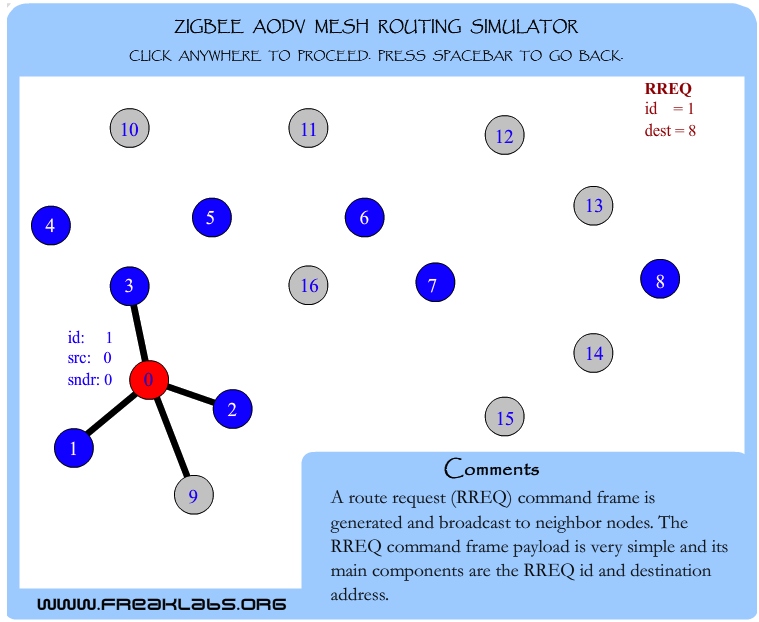 ZIGBEE AODV MESH ROUTING SIMULATOR
CLICK ANYWHERE TO PROCEED. PRESS SPACEBAR TO GO BACK.
RREQ
id = 1
dest = 8
10
11
12
13
4
5
6
3
16
7
8
id: 1
src: 0
sndr: 0
0
14
2
15
1
9
Comments
A route request (RREQ) command frame is
generated and broadcast to neighbor nodes. The
RREQ command frame payload is very simple and its
main components are the RREQ id and destination
address.
WWW.FREAKLABS.ORG